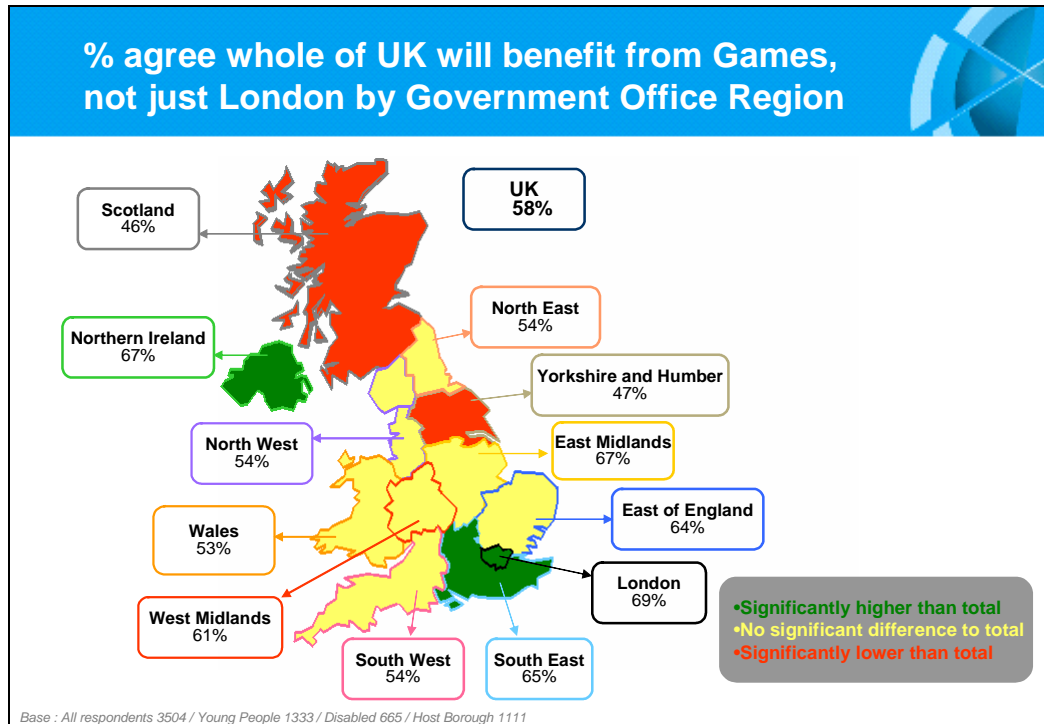 % agree whole of UK will benefit from Games,
not just London by Government Office Region
UK
58%
Scotland
46%
North East
54%
Northern Ireland
67%
Yorkshire and Humber
47%
North West
54%
East Midlands
67%
East of England
64%
Wales
53%
London
69%
West Midlands
61%
South West
54%
South East
65%
•Significantly higher than total
•No significant difference to total
•Significantly lower than total
Base : All respondents 3504 / Young People 1333 / Disabled 665 / Host Borough 1111